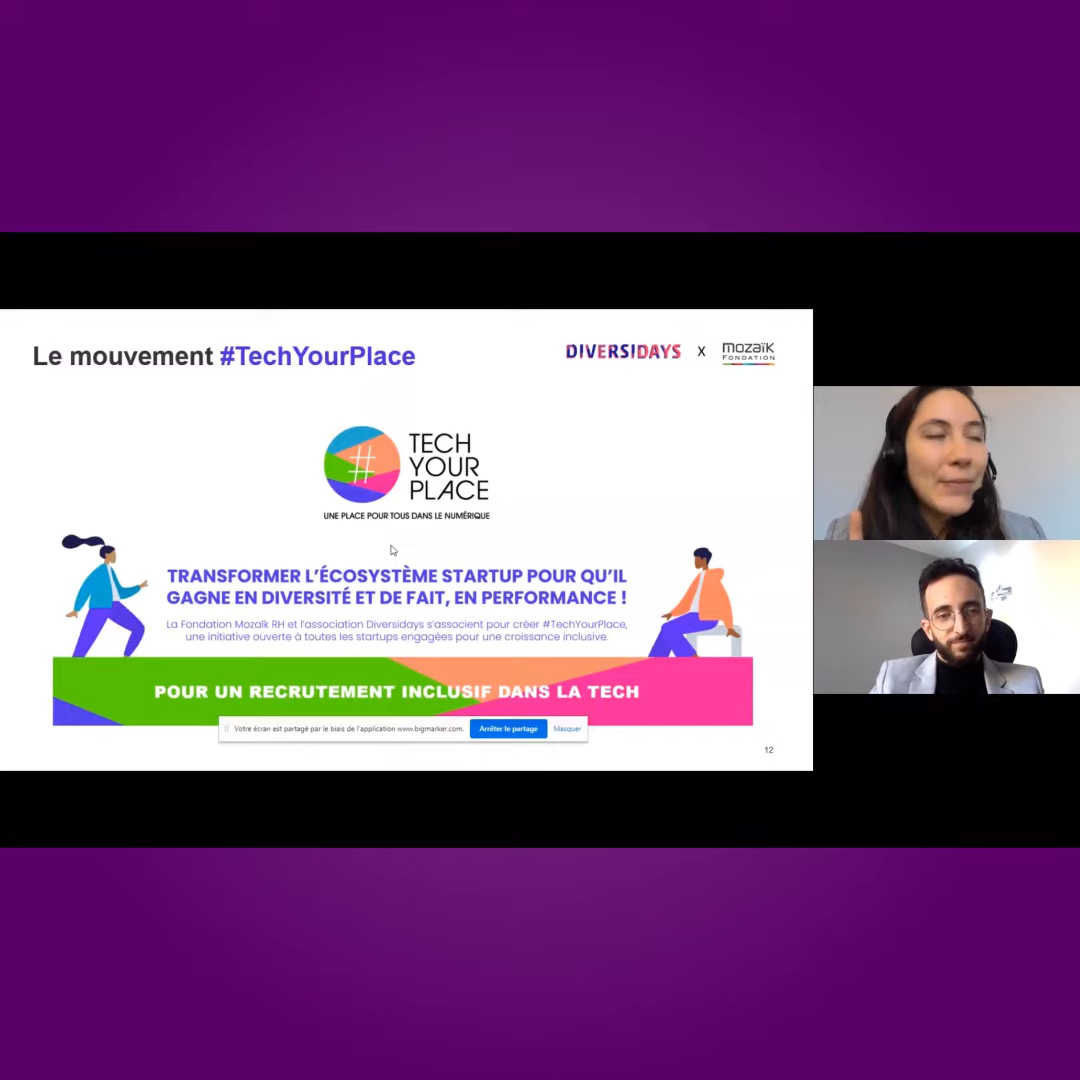 Le mouvement #TechYourPlace
DIVERSIDAYS X MOZAÏK
FONDATION
#
TECH
YOUR
PLACE
UNE PLACE POUR TOUS DANS LE NUMÉRIQUE
TRANSFORMER L'ÉCOSYSTÈME STARTUP POUR QU'IL
GAGNE EN DIVERSITÉ ET DE FAIT, EN PERFORMANCE !
La Fondation Mozaïk RH et l'association Diversidays s'associent pour créer #TechYourPlace,
une initiative ouverte à toutes les startups engagées pour une croissance inclusive.
POUR UN RECRUTEMENT INCLUSIF DANS LA TECH
Votre écran est partagé par le biais de l'application www.bigmarker.com. Arrêter le partage Masquer
12